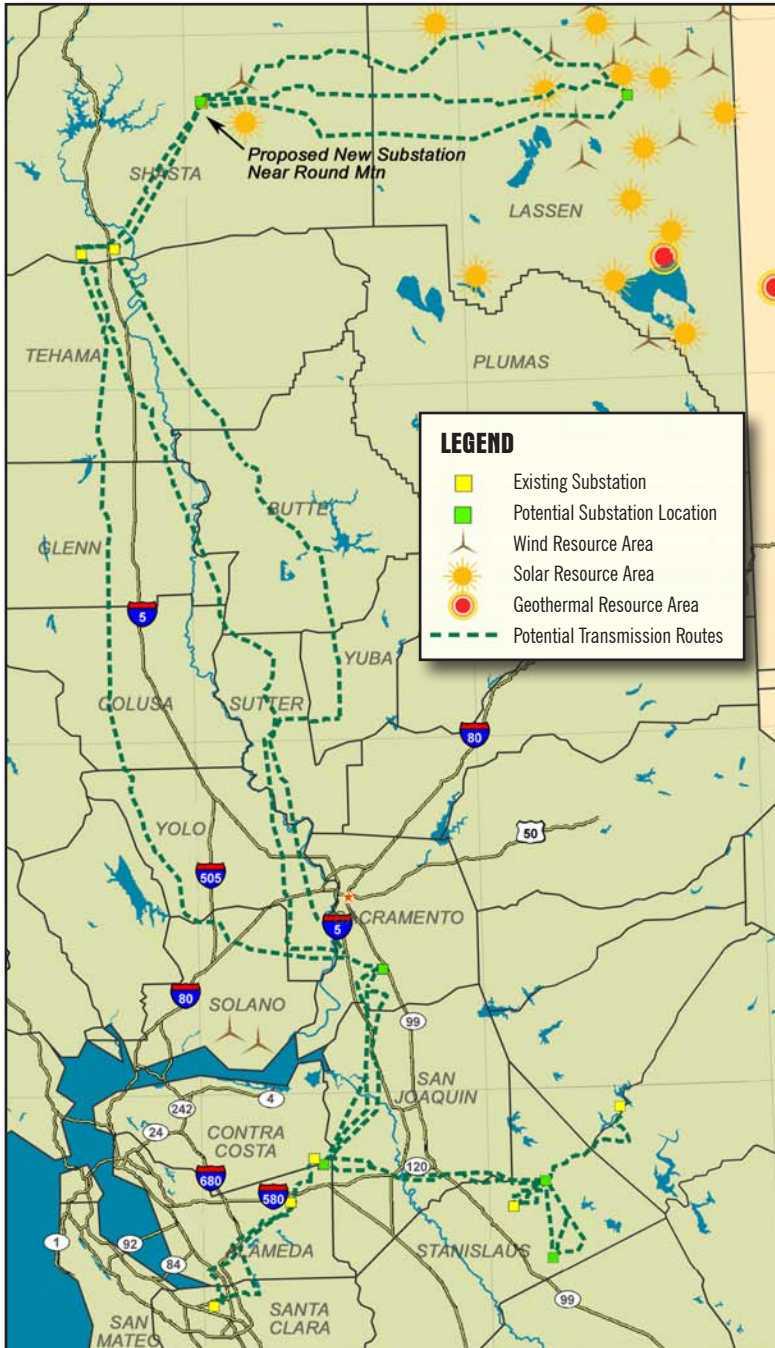 Proposed New Substation
Near Round Mtn
SHASTA
LASSEN
TEHAMA
PLUMAS
LEGEND
Existing Substation
Potential Substation Location
Wind Resource Area
Solar Resource Area
Geothermal Resource Area
Potential Transmission Routes
BUTTE
GLENN
5
YUBA
COLUSA
SUTTER
80
YOLO
50
505
CRAMENTO
5
80
SOLANO
99
SAN
JOAQUIN
4
242
24
CONTRA
COSTA
120
680
580
1
92
84
ALAMEDA
STANISLAUS
99
SANTA
CLARA
SAN
MATEO